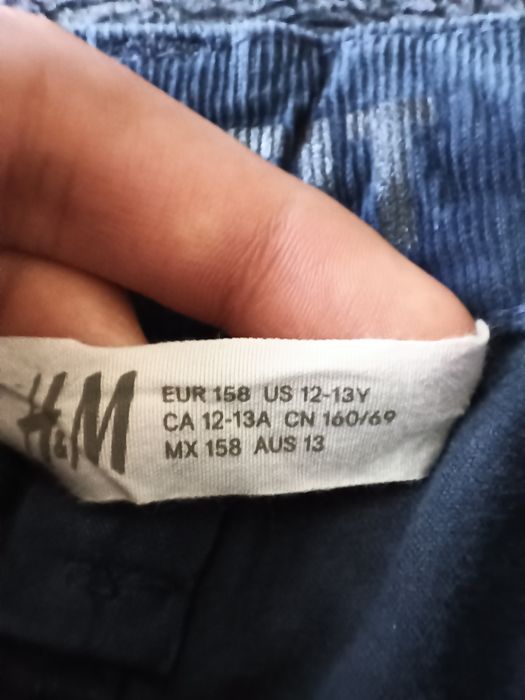 H&M
EUR 158 US 12-13Y
CA 12-13A CN 160/69
MX 158 AUS 13